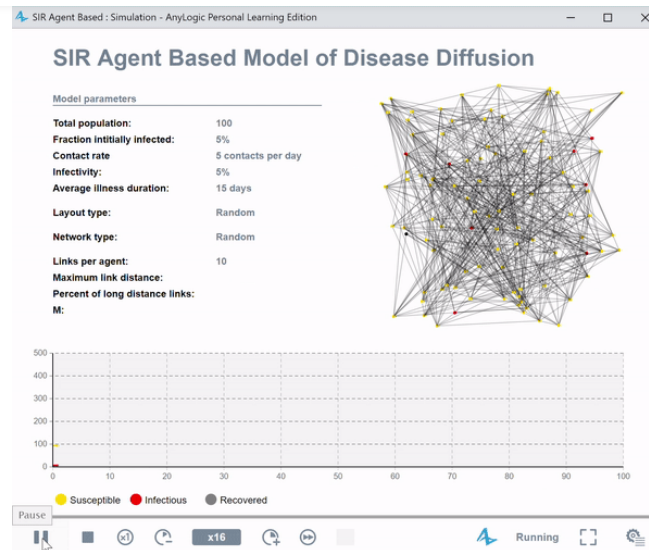 SIR Agent Based : Simulation - AnyLogic Personal Learning Edition
SIR Agent Based Model of Disease Diffusion
Model parameters
Total population: 100
Fraction intitially infected: 5%
Contact rate 5 contacts per day
Infectivity: 5%
Average illness duration: 15 days
Layout type: Random
Network type: Random
Links per agent: 10
Maximum link distance:
Percent of long distance links:
M:
500
400
300
200
100
0
0 10 20 30 40 50 60 70 80 90 100
Susceptible Infectious Recovered
Pause
x1 x16 Running